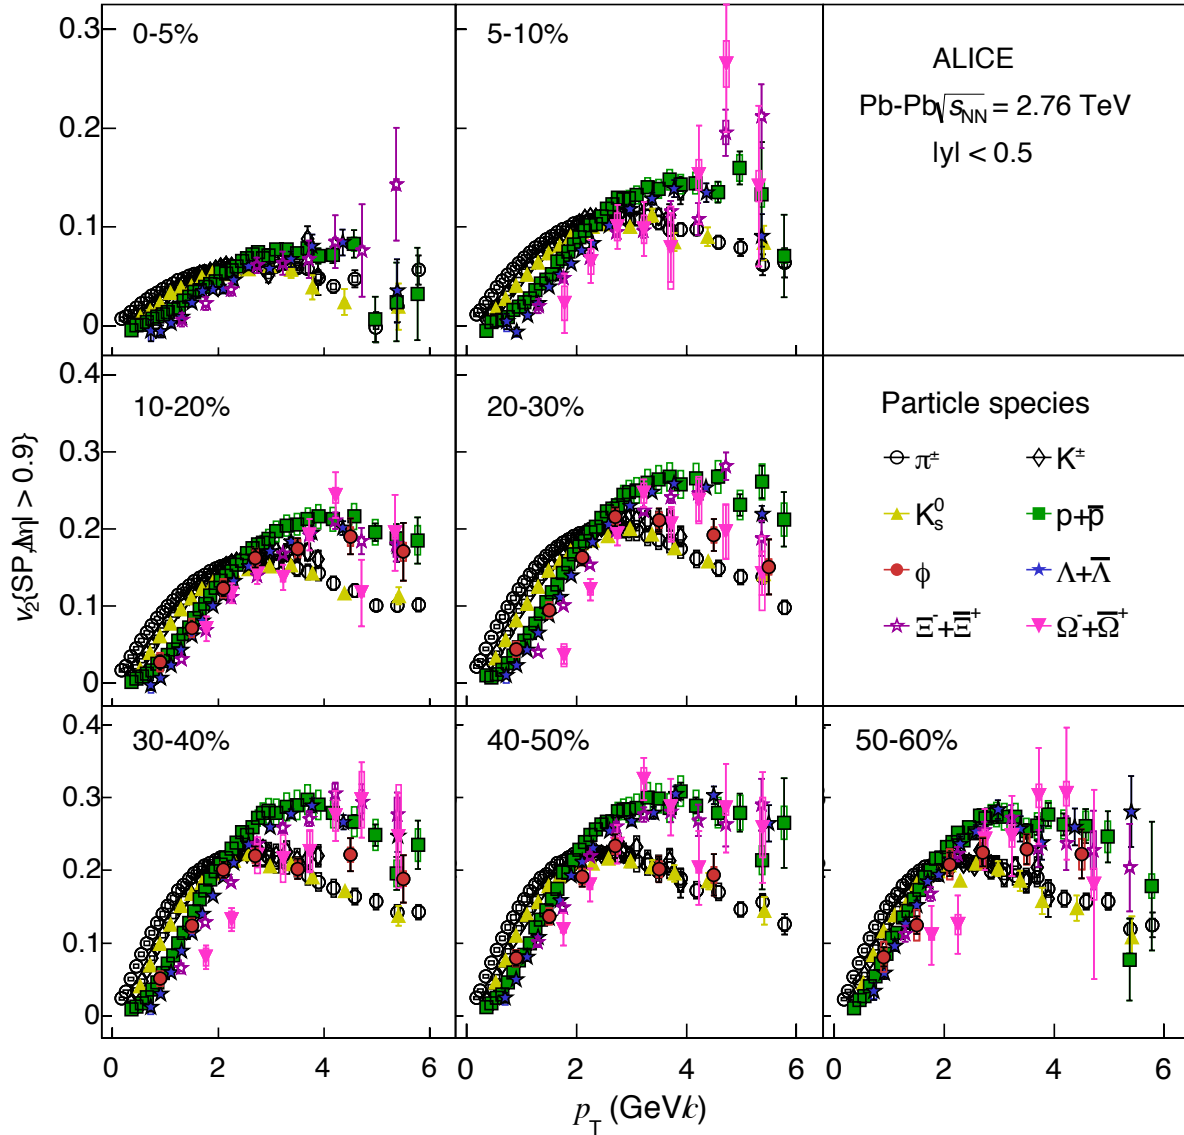 0-5%
5-10%
ALICE
Pb-Pb √s_NN = 2.76 TeV
|y| < 0.5
0.3
0.2
0.1
0
10-20%
20-30%
Particle species
π±
K±
K⁰ₛ
p+p̅
ϕ
Λ+Λ̅
Ξ⁻+Ξ̅⁺
Ω⁻+Ω̅⁺
0.4
0.3
0.2
0.1
0
v₂{SP,|Δη| > 0.9}
30-40%
40-50%
50-60%
0.4
0.3
0.2
0.1
0
0 2 4 6
0 2 4 6
0 2 4 6
p_T (GeV/c)